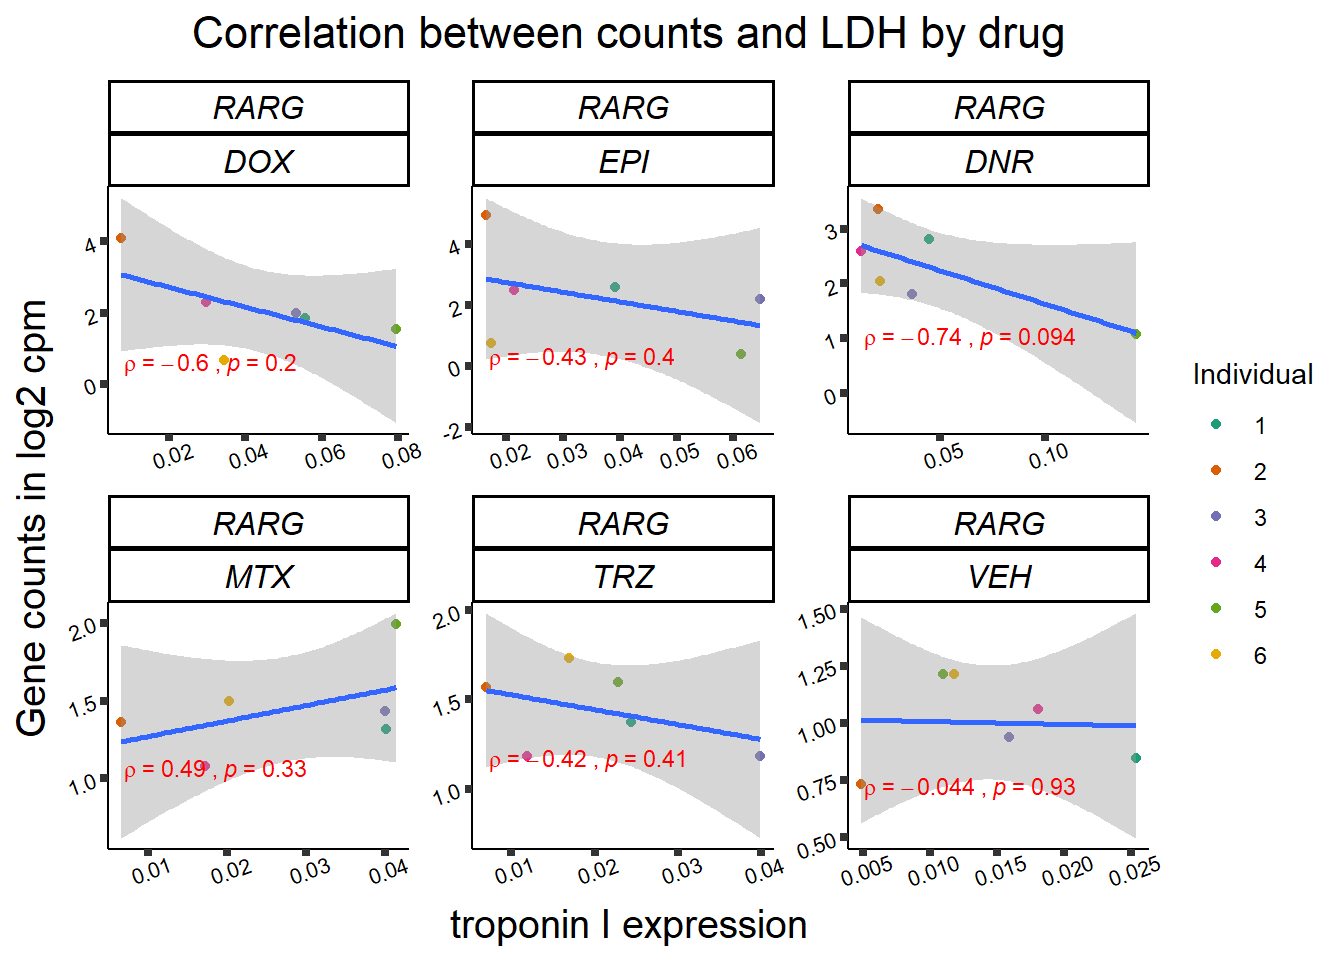 Correlation between counts and LDH by drug
RARG
DOX
4
2
0
ρ = −0.6 , p = 0.2
0.02 0.04 0.06 0.08
RARG
EPI
4
2
0
-2
ρ = −0.43 , p = 0.4
0.02 0.03 0.04 0.05 0.06
RARG
DNR
3
2
1
0
ρ = −0.74 , p = 0.094
0.05 0.10
RARG
MTX
2.0
1.5
1.0
ρ = 0.49 , p = 0.33
0.01 0.02 0.03 0.04
RARG
TRZ
2.0
1.5
1.0
ρ = −0.42 , p = 0.41
0.01 0.02 0.03 0.04
RARG
VEH
1.50
1.25
1.00
0.75
0.50
ρ = −0.044 , p = 0.93
0.005 0.010 0.015 0.020 0.025
Gene counts in log2 cpm
troponin I expression
Individual
1
2
3
4
5
6